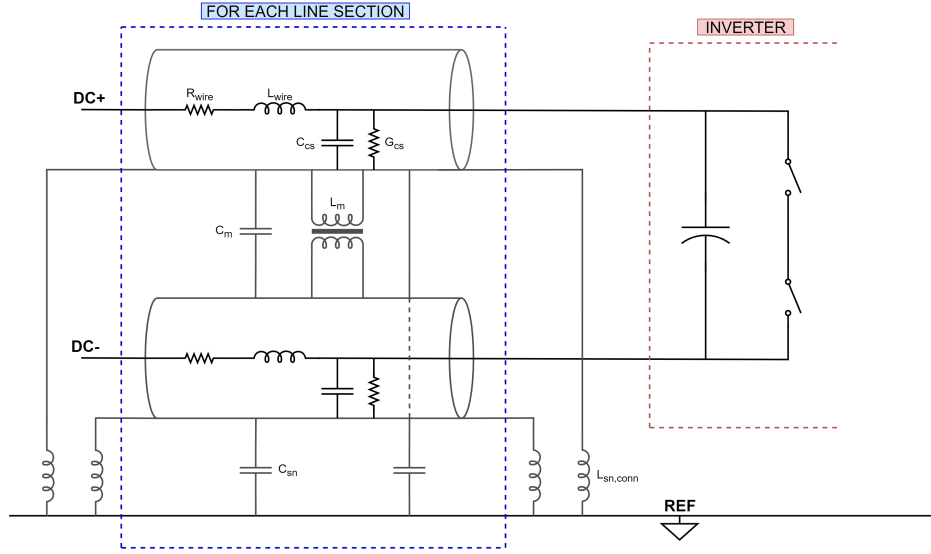 FOR EACH LINE SECTION
INVERTER
DC+
Rwire
Lwire
Ccs
Gcs
Lm
Cm
DC-
Csn
Lsn,conn
REF